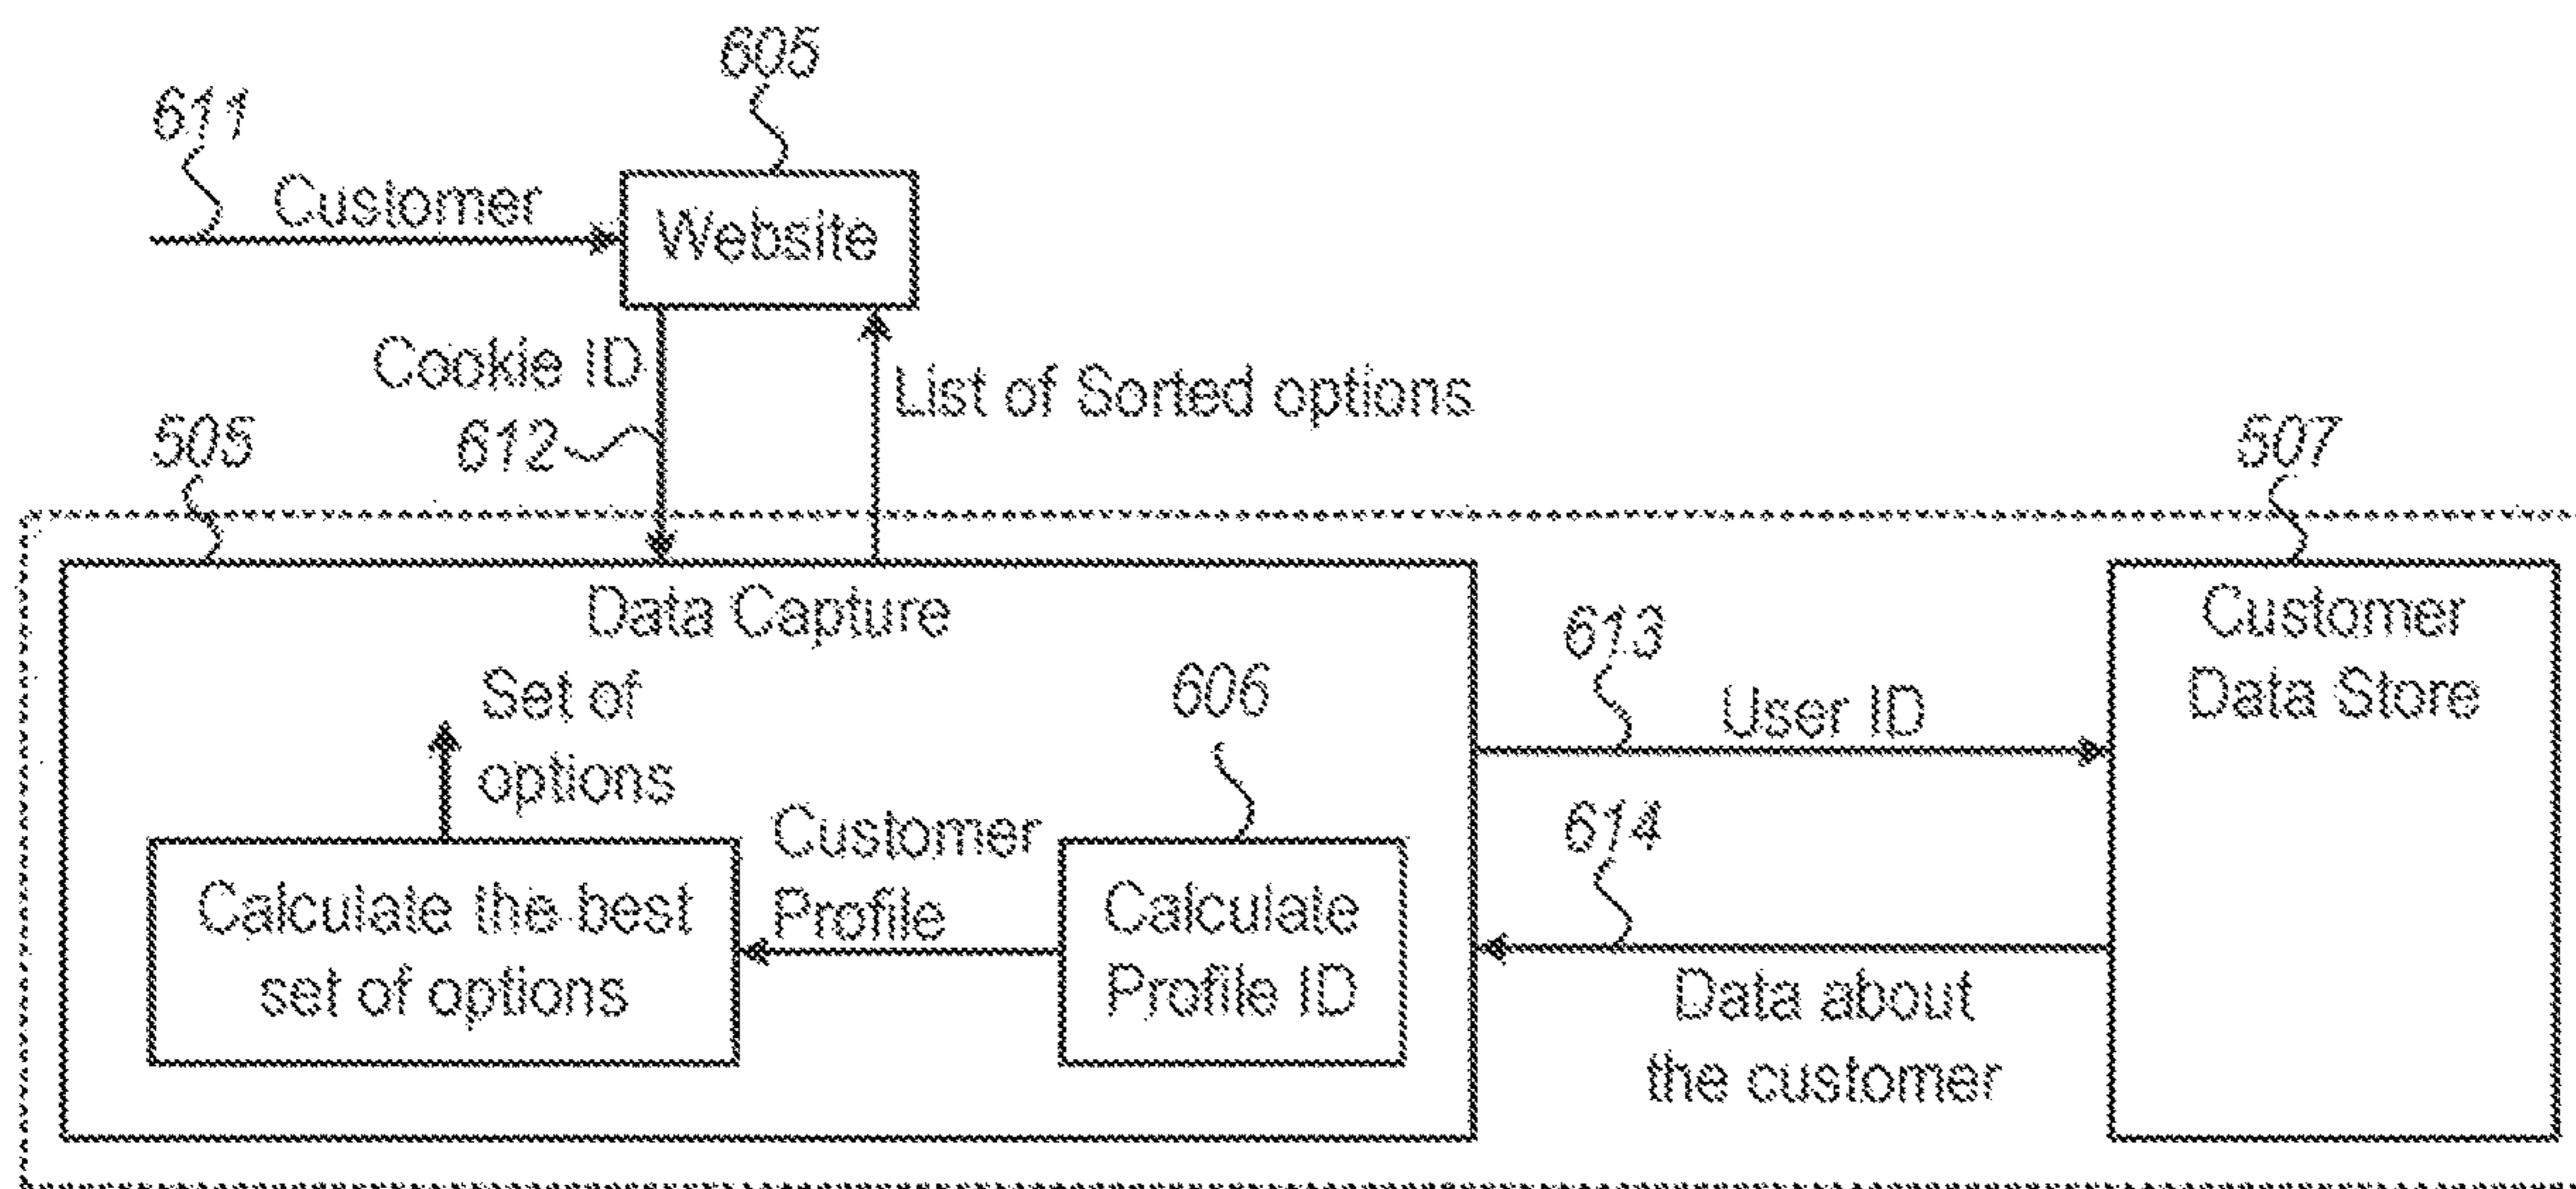 605
611
Customer
Website
Cookie ID
612
List of Sorted options
505
507
Data Capture
Customer
Data Store
Set of
options
606
613
User ID
614
Customer
Profile
Calculate the best
set of options
Calculate
Profile ID
Data about
the customer